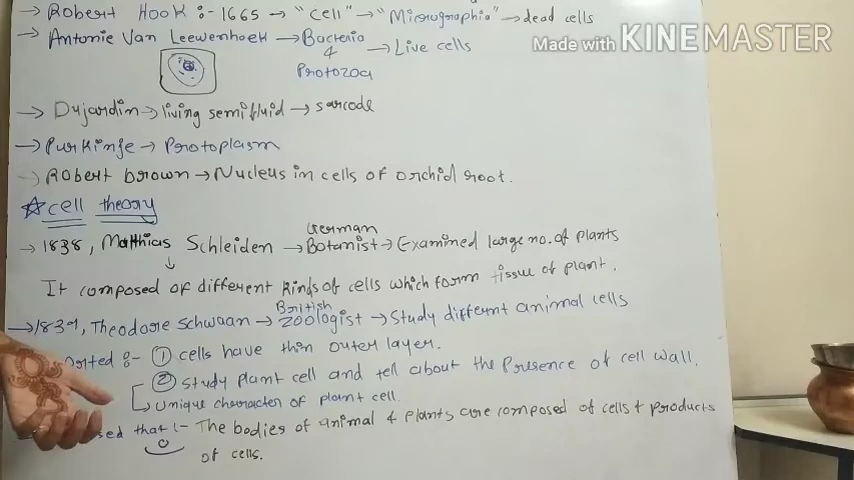 → Robert Hook :- 1665 → "cell" → "Micrographia" → dead cells
Made with KINEMASTER
→ Antonie Van Leewenhoek → Bacteria & Protozoa → Live cells
→ Dujardin → living semifluid → sarcode
→ Purkinje → Protoplasm
→ Robert brown → Nucleus in cells of orchid root.
☆ cell theory
→ 1838, Matthias Schleiden → German Botanist → Examined large no. of plants
It composed of different kinds of cells which form tissue of plant.
→ 1839, Theodore Schwaan → British zoologist → Study different animal cells
orted :- ① cells have thin outer layer.
② Study plant cell and tell about the Presence of cell wall.
↳ Unique character of plant cell.
sed that :- The bodies of animal & plants are composed of cells & products
of cells.